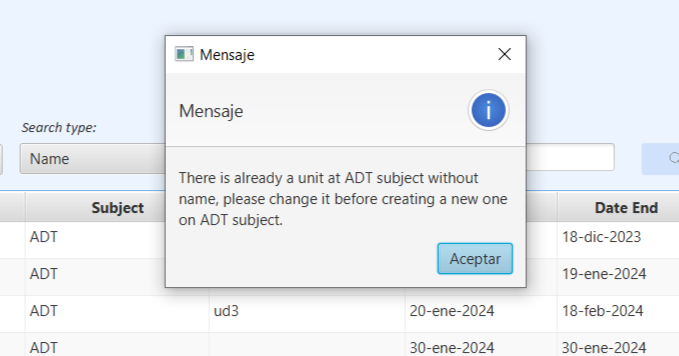 Mensaje
Mensaje
Search type:
Name
There is already a unit at ADT subject without
name, please change it before creating a new one
on ADT subject.
Aceptar
Subject Date End
ADT 18-dic-2023
ADT 19-ene-2024
ADT ud3 20-ene-2024 18-feb-2024
ADT 30-ene-2024 30-ene-2024